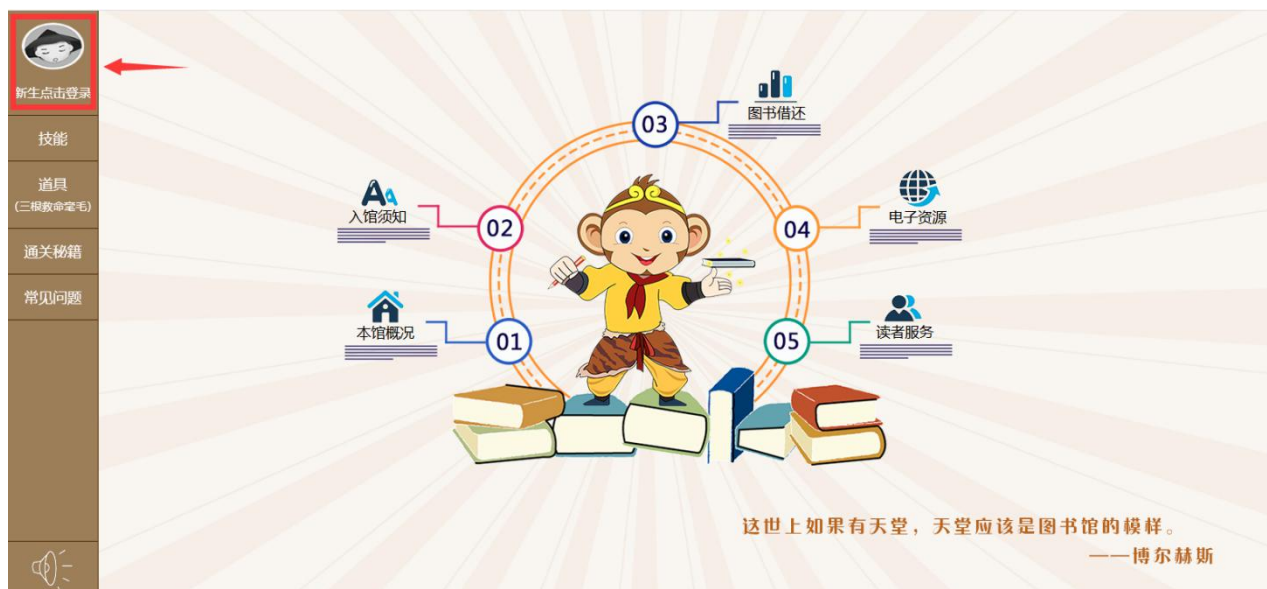 新生点击登录
技能
道具
(三根救命毫毛)
通关秘籍
常见问题
03
图书借还
入馆须知
02
04
电子资源
本馆概况
01
05
读者服务
这世上如果有天堂，天堂应该是图书馆的模样。
——博尔赫斯